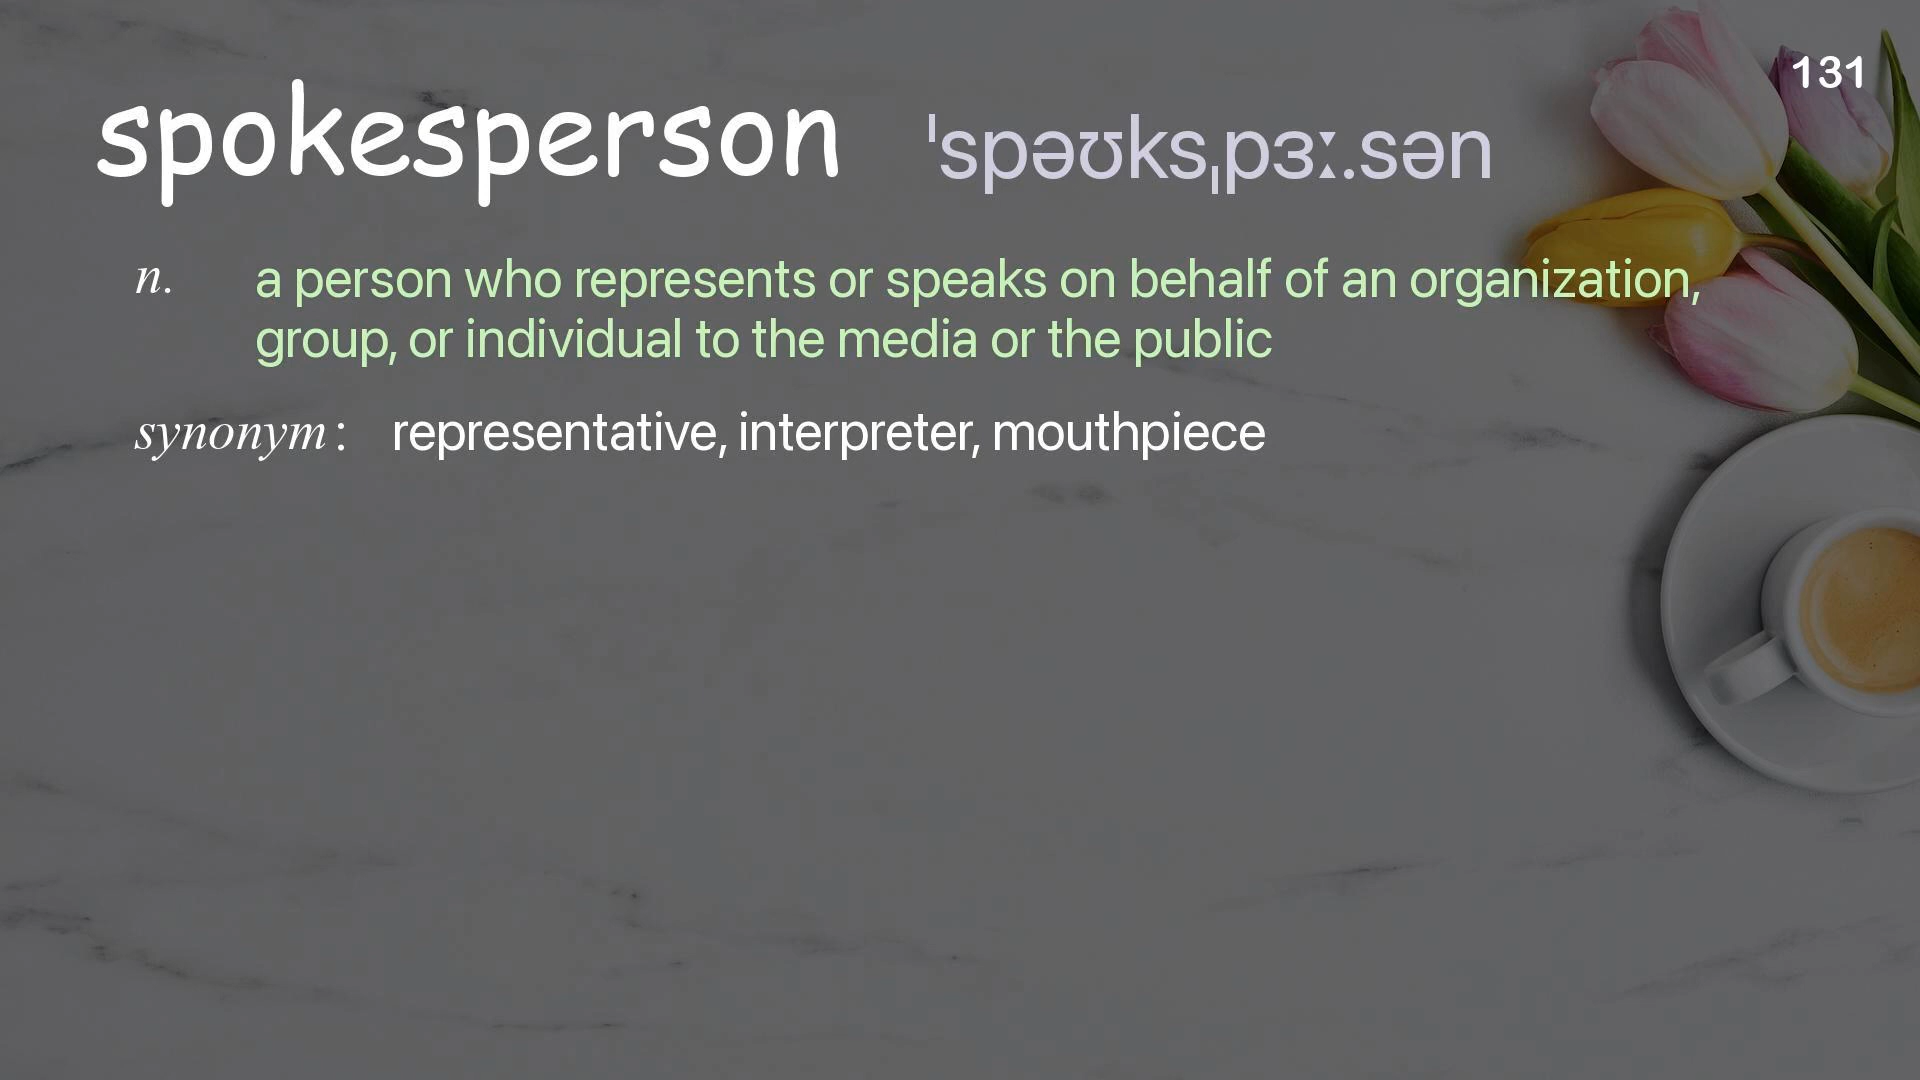 131
spokesperson ˈspəʊksˌpɜː.sən
n. a person who represents or speaks on behalf of an organization,
group, or individual to the media or the public
synonym: representative, interpreter, mouthpiece